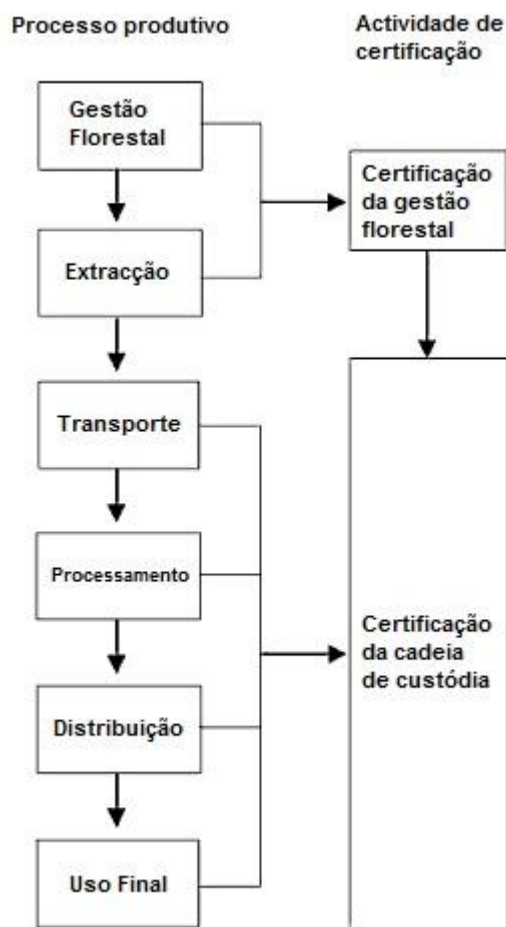 Processo produtivo
Actividade de
certificação
Gestão
Florestal
Certificação
da gestão
florestal
Extracção
Transporte
Processamento
Certificação
da cadeia
de custódia
Distribuição
Uso Final